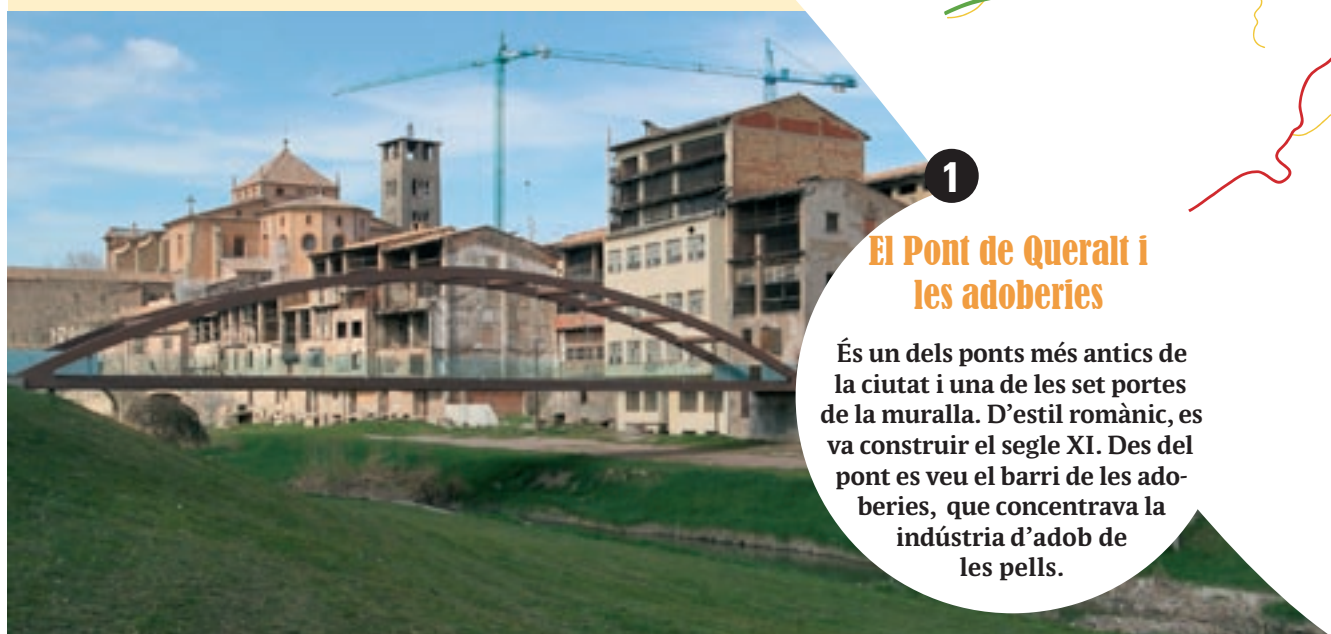 1
El Pont de Queralt i
les adoberies
És un dels ponts més antics de
la ciutat i una de les set portes
de la muralla. D’estil romànic, es
va construir el segle XI. Des del
pont es veu el barri de les ado-
beries, que concentrava la
indústria d’adob de
les pells.